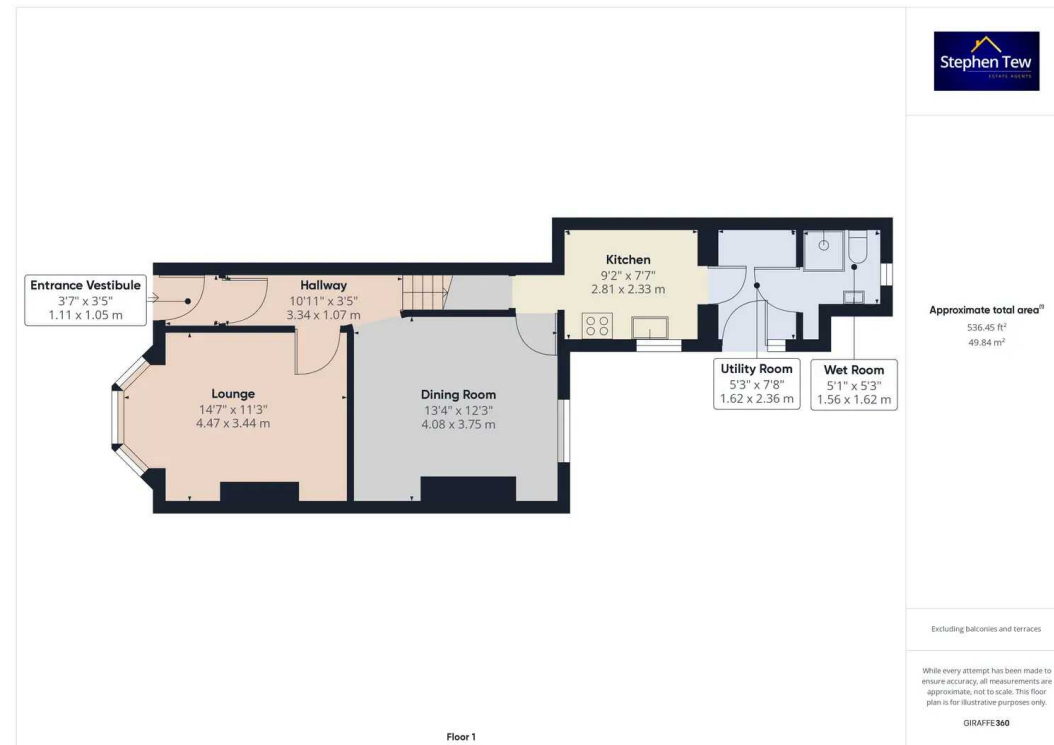 Stephen Tew
ESTATE AGENTS
Entrance Vestibule
3'7" x 3'5"
1.11 x 1.05 m
Hallway
10'11" x 3'5"
3.34 x 1.07 m
Kitchen
9'2" x 7'7"
2.81 x 2.33 m
Lounge
14'7" x 11'3"
4.47 x 3.44 m
Dining Room
13'4" x 12'3"
4.08 x 3.75 m
Utility Room
5'3" x 7'8"
1.62 x 2.36 m
Wet Room
5'1" x 5'3"
1.56 x 1.62 m
Floor 1
Approximate total area⁽¹⁾
536.45 ft²
49.84 m²
Excluding balconies and terraces
While every attempt has been made to
ensure accuracy, all measurements are
approximate, not to scale. This floor
plan is for illustrative purposes only.
GIRAFFE360